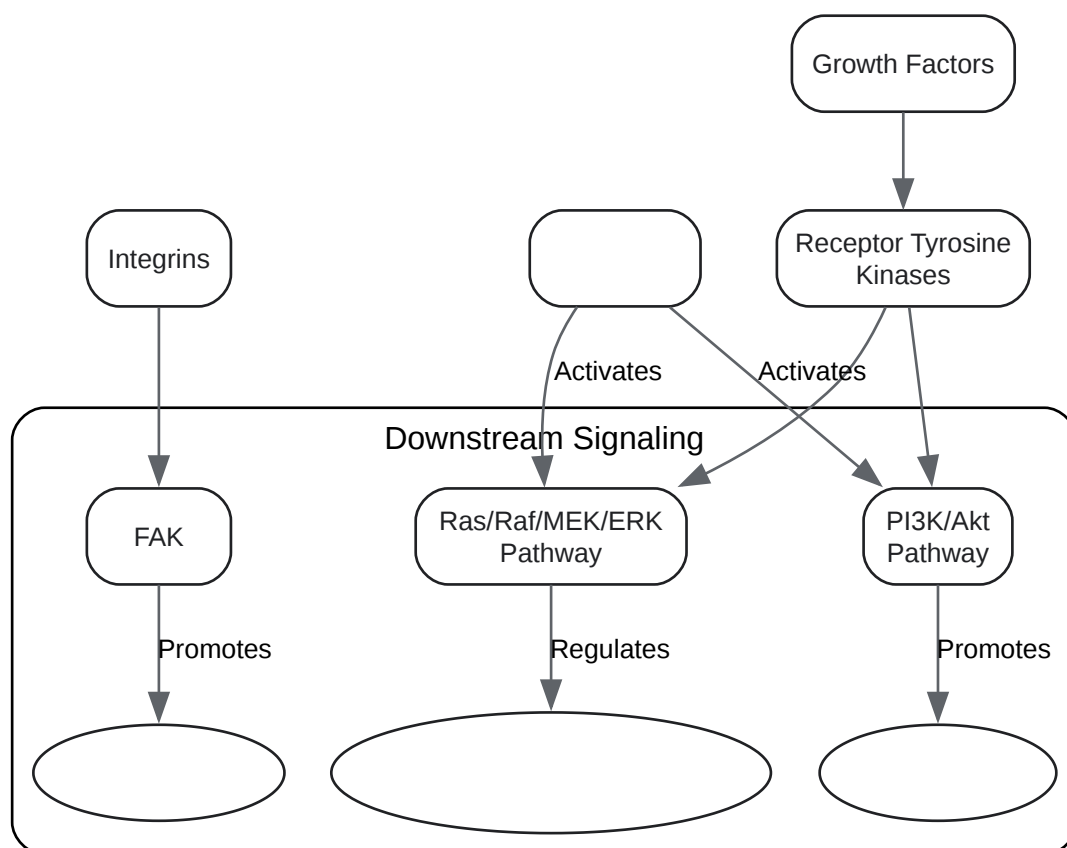 Growth Factors
Integrins
Receptor Tyrosine
Kinases
Activates
Activates
Downstream Signaling
FAK
Ras/Raf/MEK/ERK
Pathway
PI3K/Akt
Pathway
Promotes
Regulates
Promotes